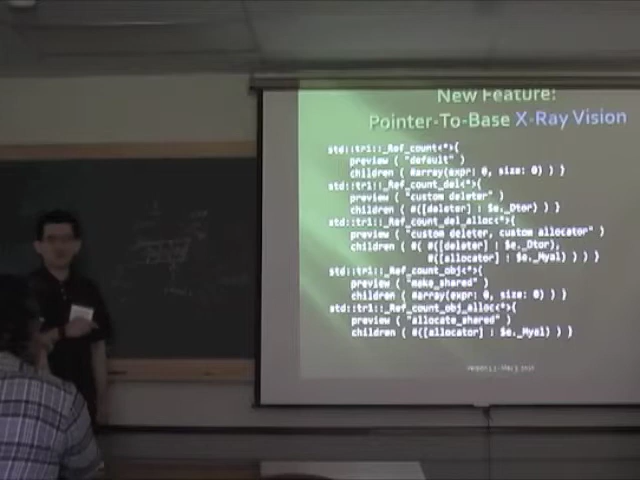 New Feature:
Pointer-To-Base X-Ray Vision
std::tr1::_Ref_count<*>{
preview ( "default" )
children ( #array(expr: 0, size: 0) ) }
std::tr1::_Ref_count_del<*>{
preview ( "custom deleter" )
children ( #([deleter] : $e._Dtor) ) }
std::tr1::_Ref_count_del_alloc<*>{
preview ( "custom deleter, custom allocator" )
children ( #( #([deleter] : $e._Dtor),
#([allocator] : $e._Myal) ) ) }
std::tr1::_Ref_count_obj<*>{
preview ( "make_shared" )
children ( #array(expr: 0, size: 0) ) }
std::tr1::_Ref_count_obj_alloc<*>{
preview ( "allocate_shared" )
children ( #([allocator] : $e._Myal) ) }